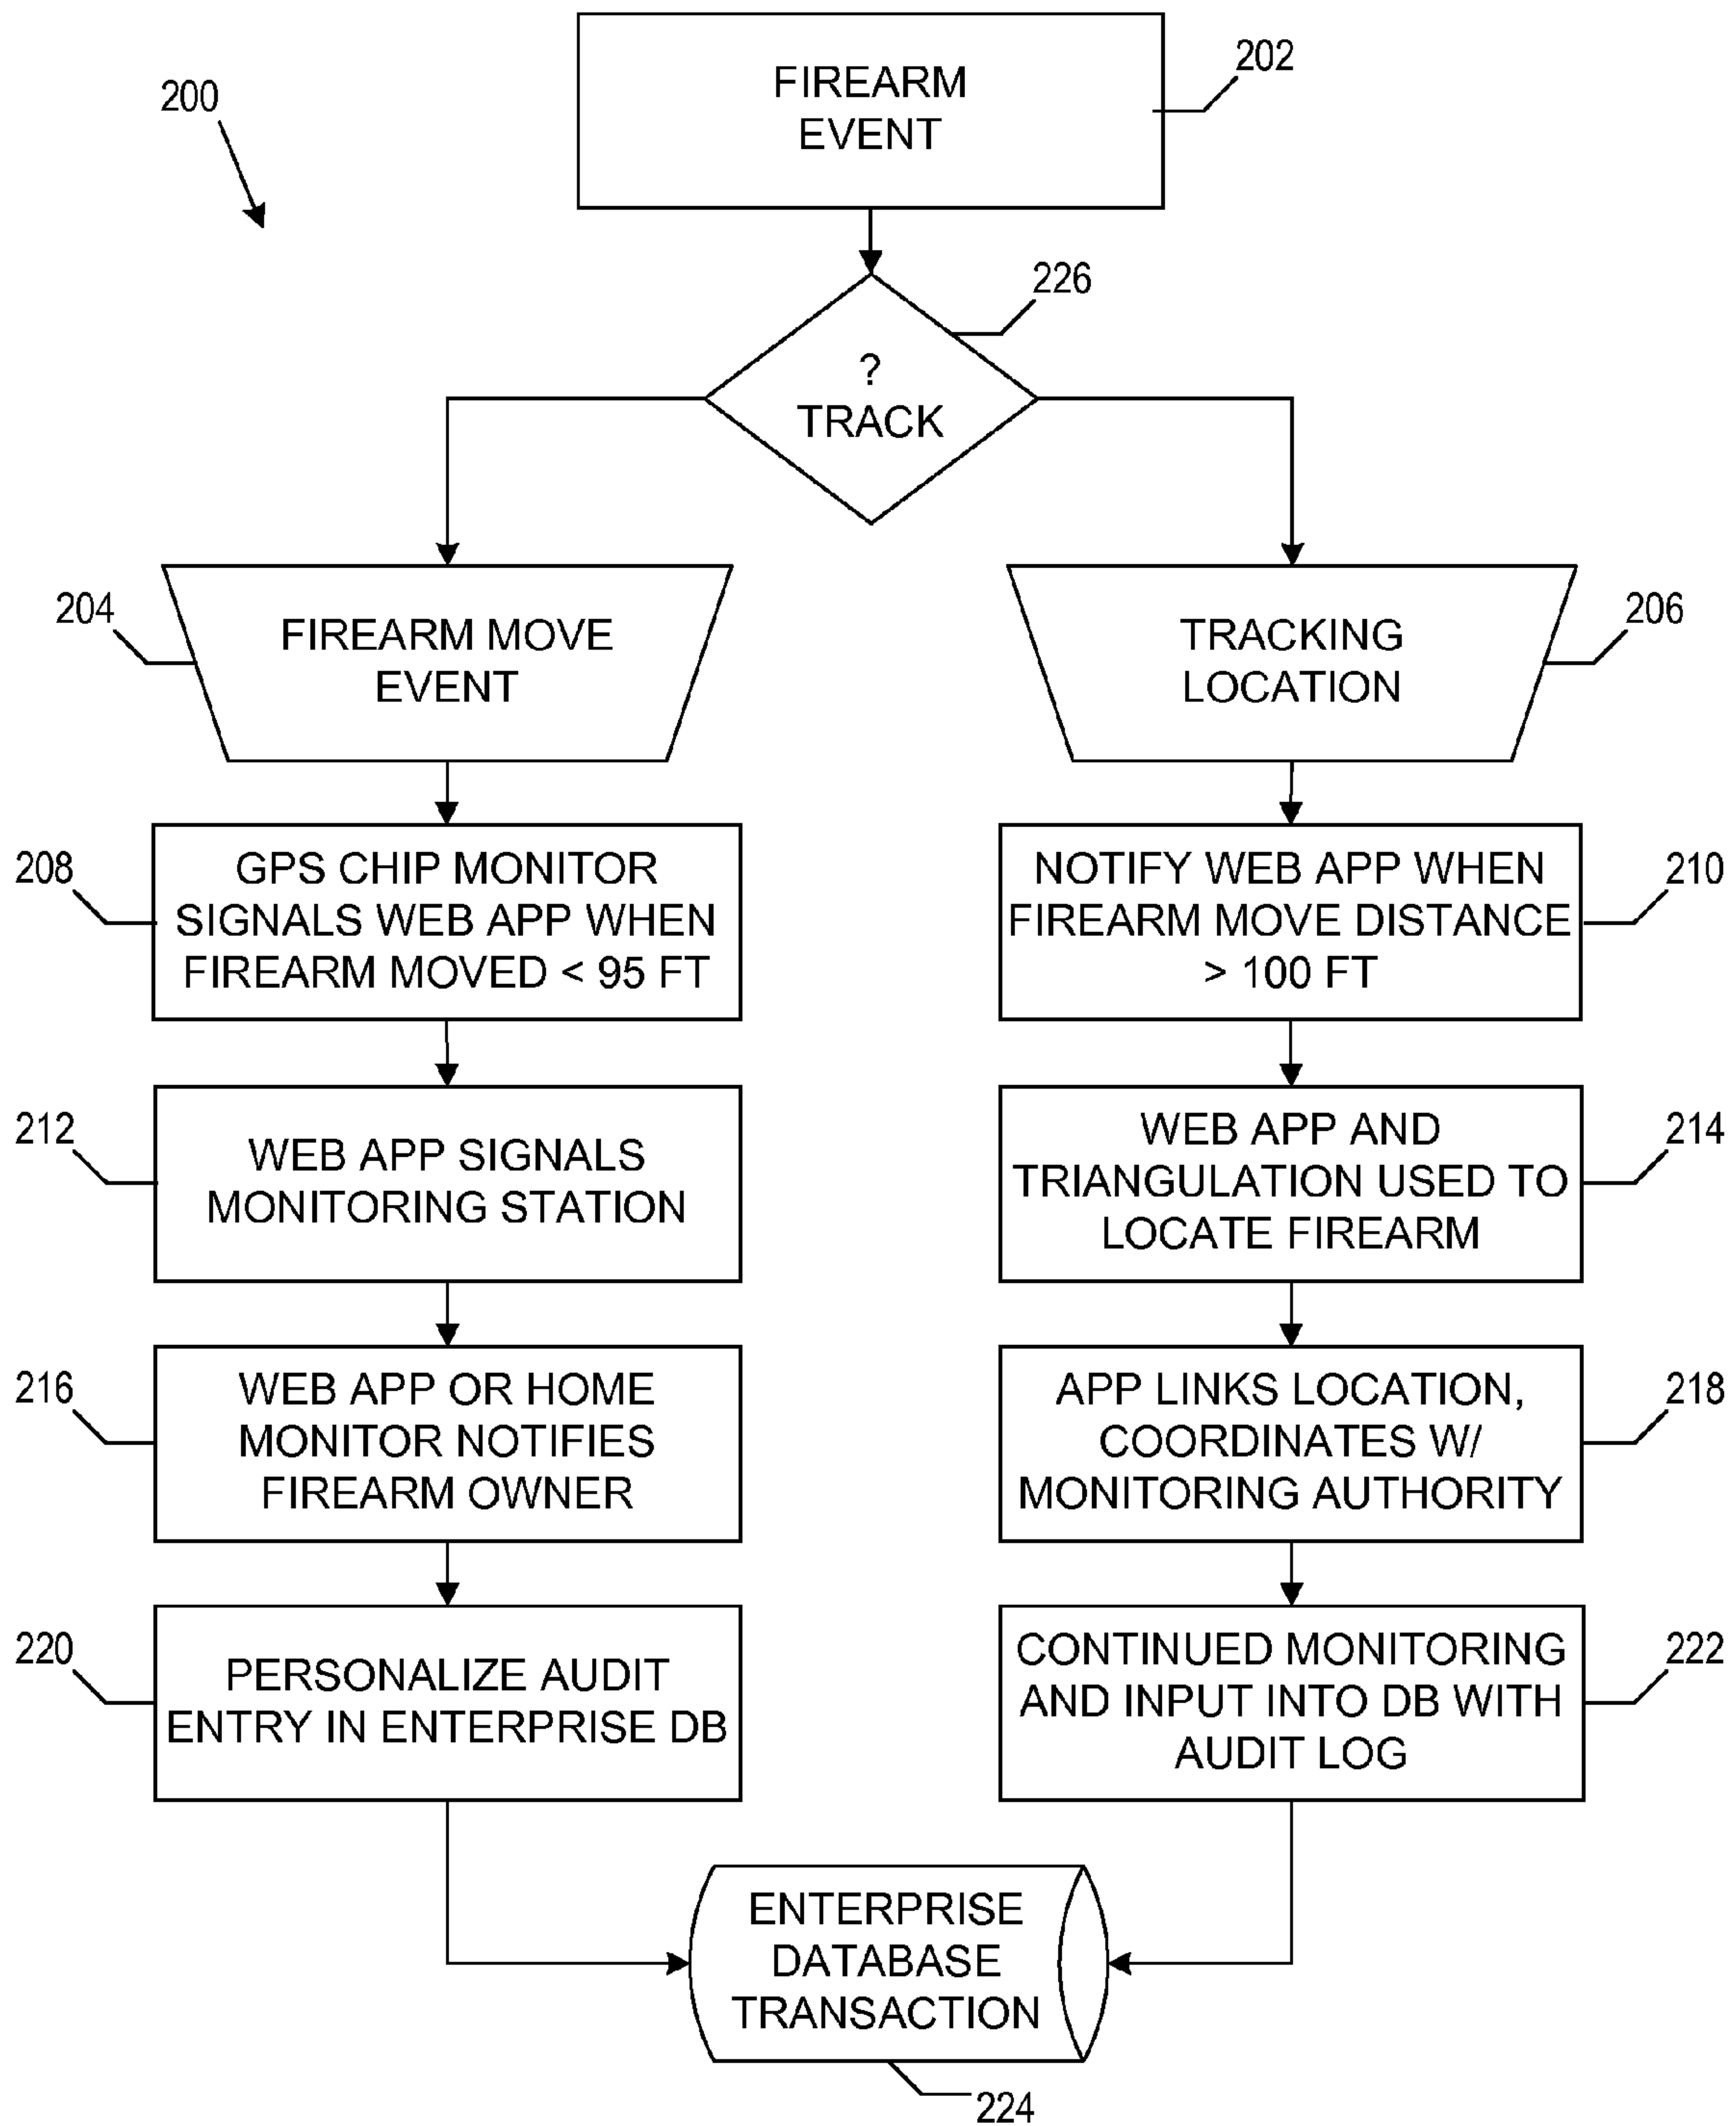 200
FIREARM
EVENT
202
226
?
TRACK
204
FIREARM MOVE
EVENT
TRACKING
LOCATION
206
208
GPS CHIP MONITOR
SIGNALS WEB APP WHEN
FIREARM MOVED < 95 FT
NOTIFY WEB APP WHEN
FIREARM MOVE DISTANCE
> 100 FT
210
212
WEB APP SIGNALS
MONITORING STATION
WEB APP AND
TRIANGULATION USED TO
LOCATE FIREARM
214
216
WEB APP OR HOME
MONITOR NOTIFIES
FIREARM OWNER
APP LINKS LOCATION,
COORDINATES W/
MONITORING AUTHORITY
218
220
PERSONALIZE AUDIT
ENTRY IN ENTERPRISE DB
CONTINUED MONITORING
AND INPUT INTO DB WITH
AUDIT LOG
222
ENTERPRISE
DATABASE
TRANSACTION
224